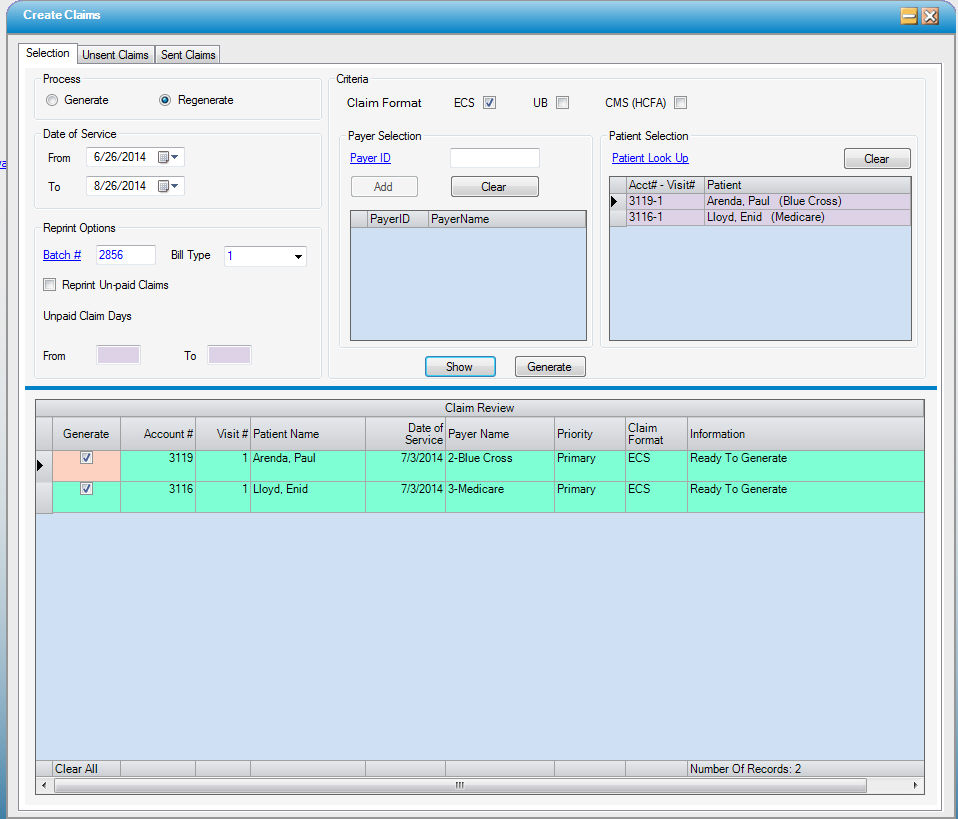 Create Claims
Selection Unsent Claims Sent Claims
Process
Generate Regenerate
Date of Service
From 6/26/2014
To 8/26/2014
Reprint Options
Batch # 2856 Bill Type 1
Reprint Un-paid Claims
Unpaid Claim Days
From To
Criteria
Claim Format ECS UB CMS (HCFA)
Payer Selection
Payer ID
Add Clear
PayerID PayerName
Patient Selection
Patient Look Up Clear
Acct# - Visit# Patient
3119-1 Arenda, Paul (Blue Cross)
3116-1 Lloyd, Enid (Medicare)
Show Generate
Claim Review
Generate Account # Visit # Patient Name Date of Service Payer Name Priority Claim Format Information
3119 1 Arenda, Paul 7/3/2014 2-Blue Cross Primary ECS Ready To Generate
3116 1 Lloyd, Enid 7/3/2014 3-Medicare Primary ECS Ready To Generate
Clear All Number Of Records: 2